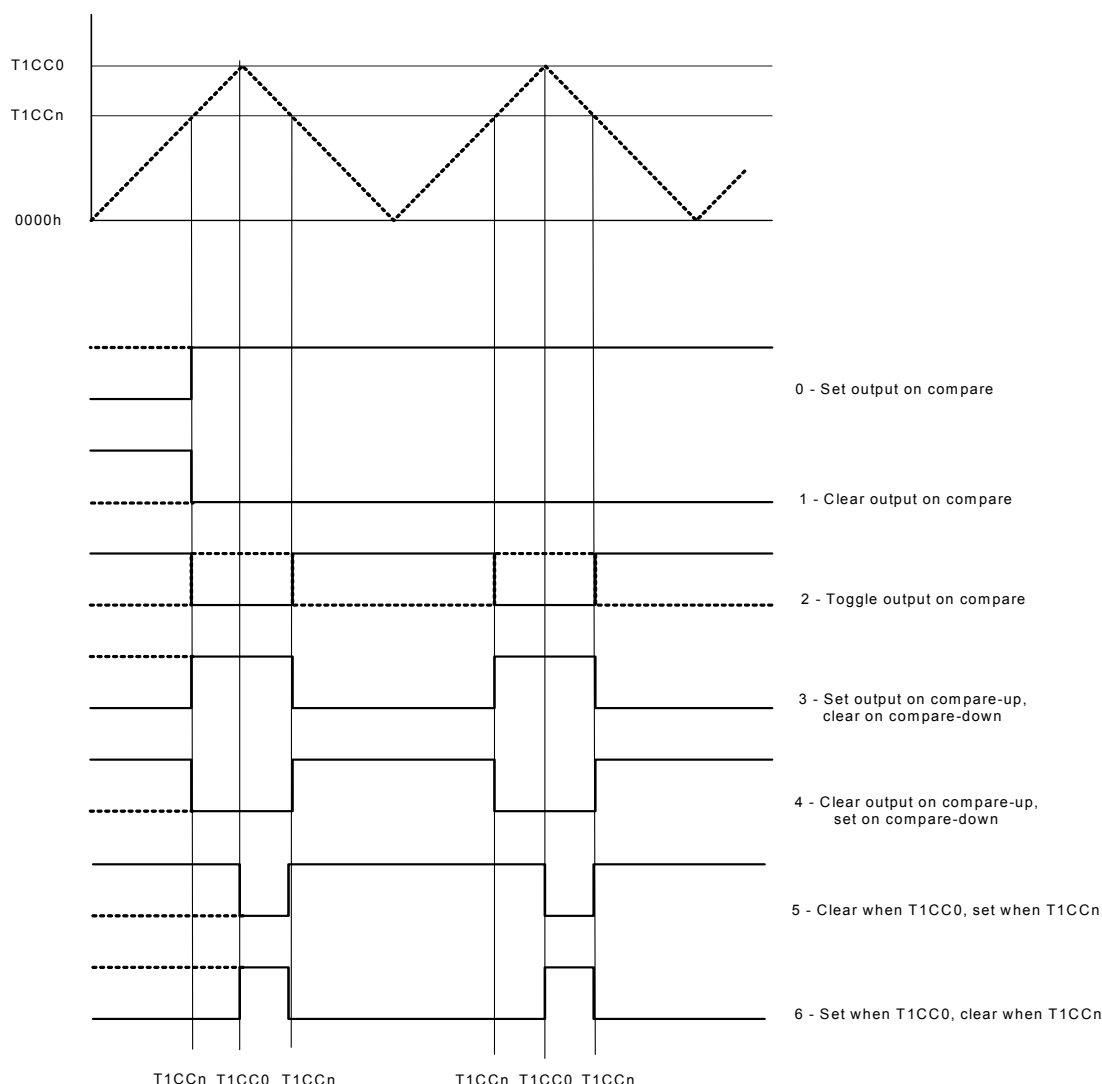 T1CC0
T1CCn
0000h
0 - Set output on compare
1 - Clear output on compare
2 - Toggle output on compare
3 - Set output on compare-up,
clear on compare-down
4 - Clear output on compare-up,
set on compare-down
5 - Clear when T1CC0, set when T1CCn
6 - Set when T1CC0, clear when T1CCn
T1CCn T1CC0 T1CCn T1CCn T1CC0 T1CCn